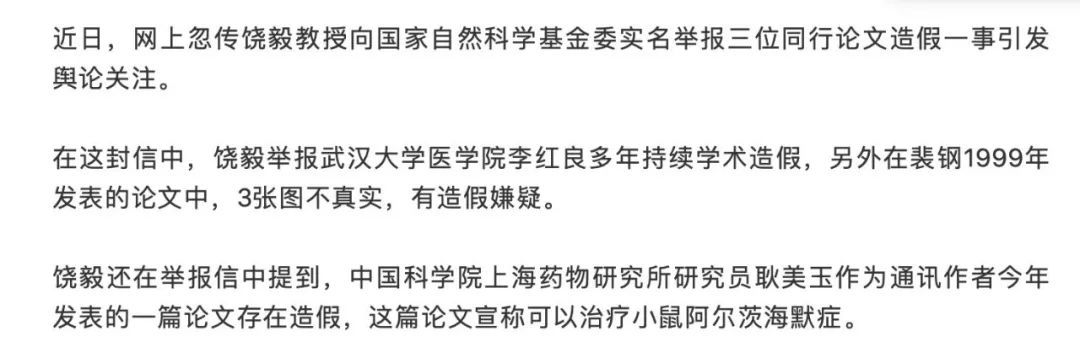 近日，网上忽传饶毅教授向国家自然科学基金委实名举报三位同行论文造假一事引发
舆论关注。
在这封信中，饶毅举报武汉大学医学院李红良多年持续学术造假，另外在裴钢1999年
发表的论文中，3张图不真实，有造假嫌疑。
饶毅还在举报信中提到，中国科学院上海药物研究所研究员耿美玉作为通讯作者今年
发表的一篇论文存在造假，这篇论文宣称可以治疗小鼠阿尔茨海默症。